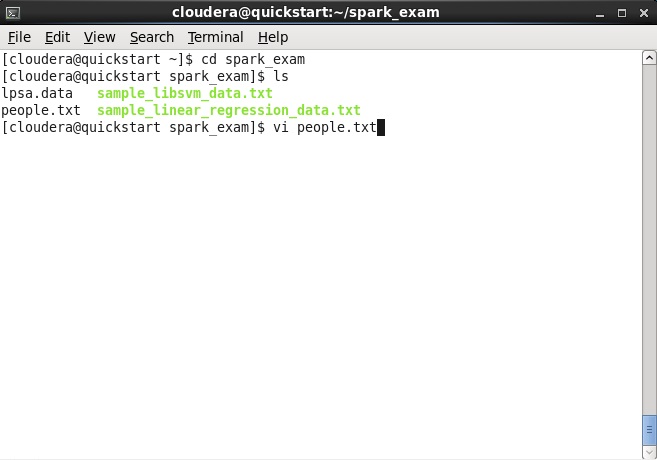 cloudera@quickstart:~/spark_exam
File Edit View Search Terminal Help
[cloudera@quickstart ~]$ cd spark_exam
[cloudera@quickstart spark_exam]$ ls
lpsa.data   sample_libsvm_data.txt
people.txt  sample_linear_regression_data.txt
[cloudera@quickstart spark_exam]$ vi people.txt